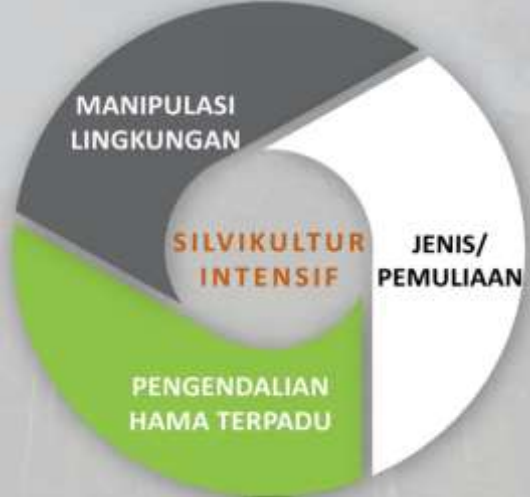 MANIPULASI
LINGKUNGAN
SILVIKULTUR
INTENSIF
JENIS/
PEMULIAAN
PENGENDALIAN
HAMA TERPADU